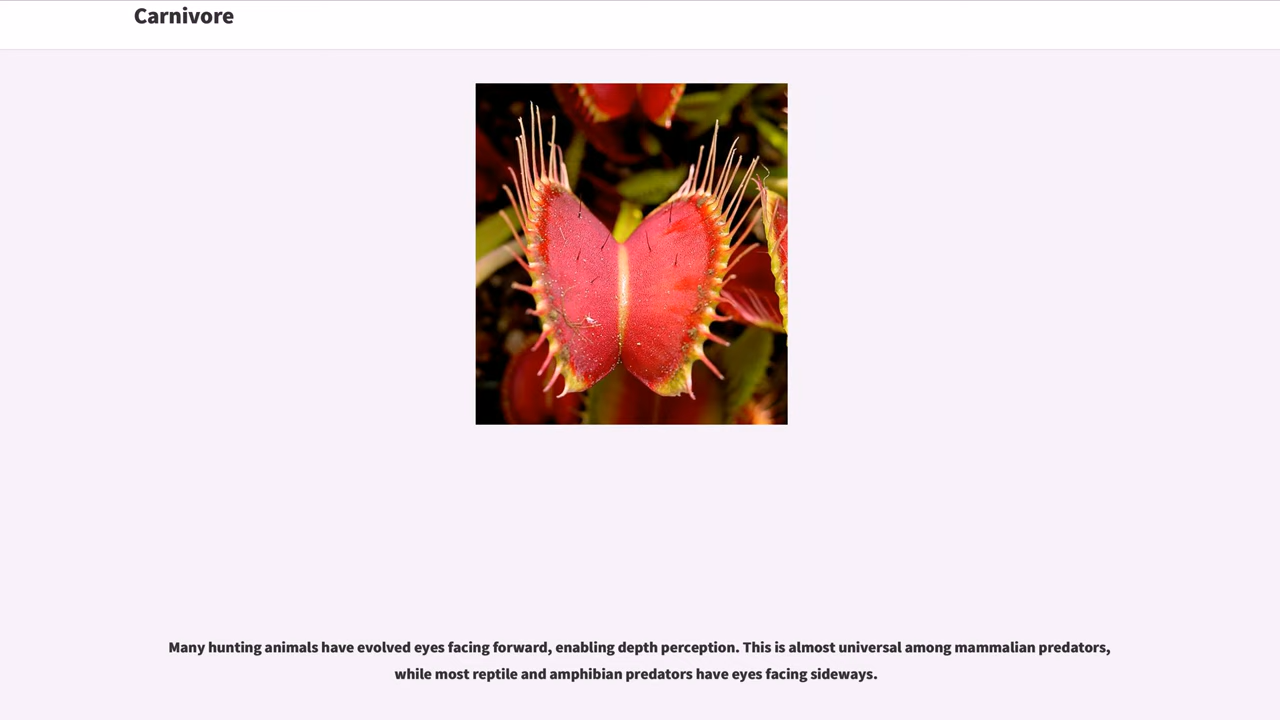 Carnivore
Many hunting animals have evolved eyes facing forward, enabling depth perception. This is almost universal among mammalian predators,
while most reptile and amphibian predators have eyes facing sideways.